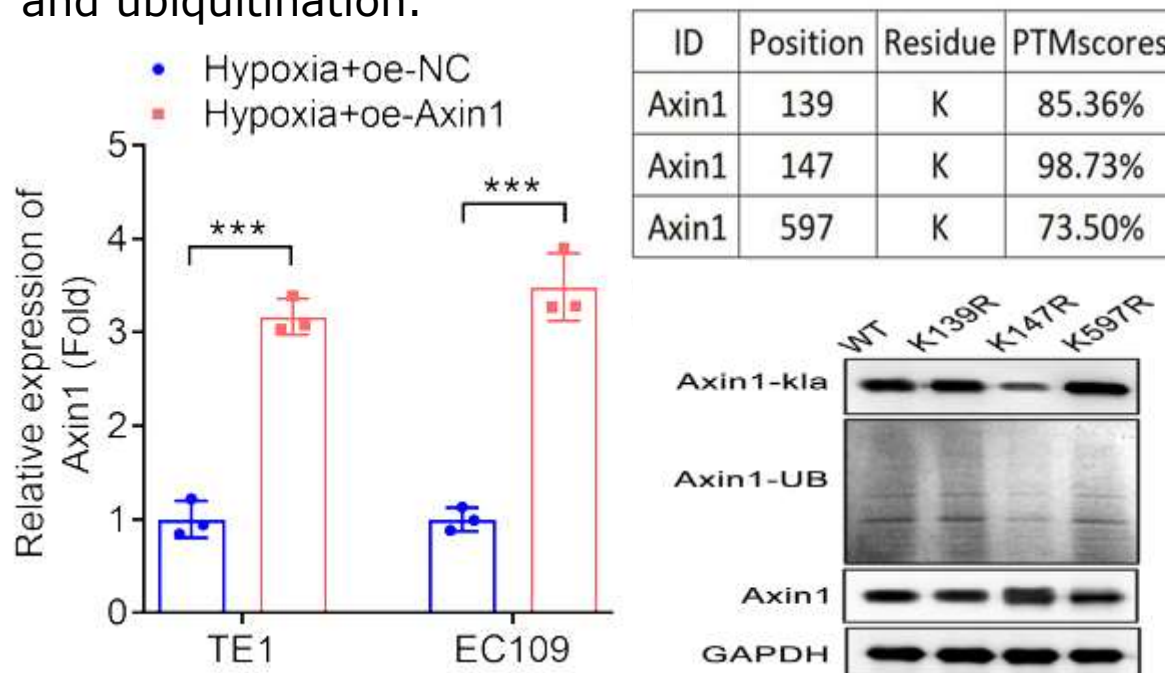 and ubiquitination.
Hypoxia+oe-NC
Hypoxia+oe-Axin1
Relative expression of
Axin1 (Fold)
5
4
3
2
1
0
***
***
TE1
EC109
ID Position Residue PTMscores
Axin1 139 K 85.36%
Axin1 147 K 98.73%
Axin1 597 K 73.50%
WT K139R K147R K597R
Axin1-kla
Axin1-UB
Axin1
GAPDH